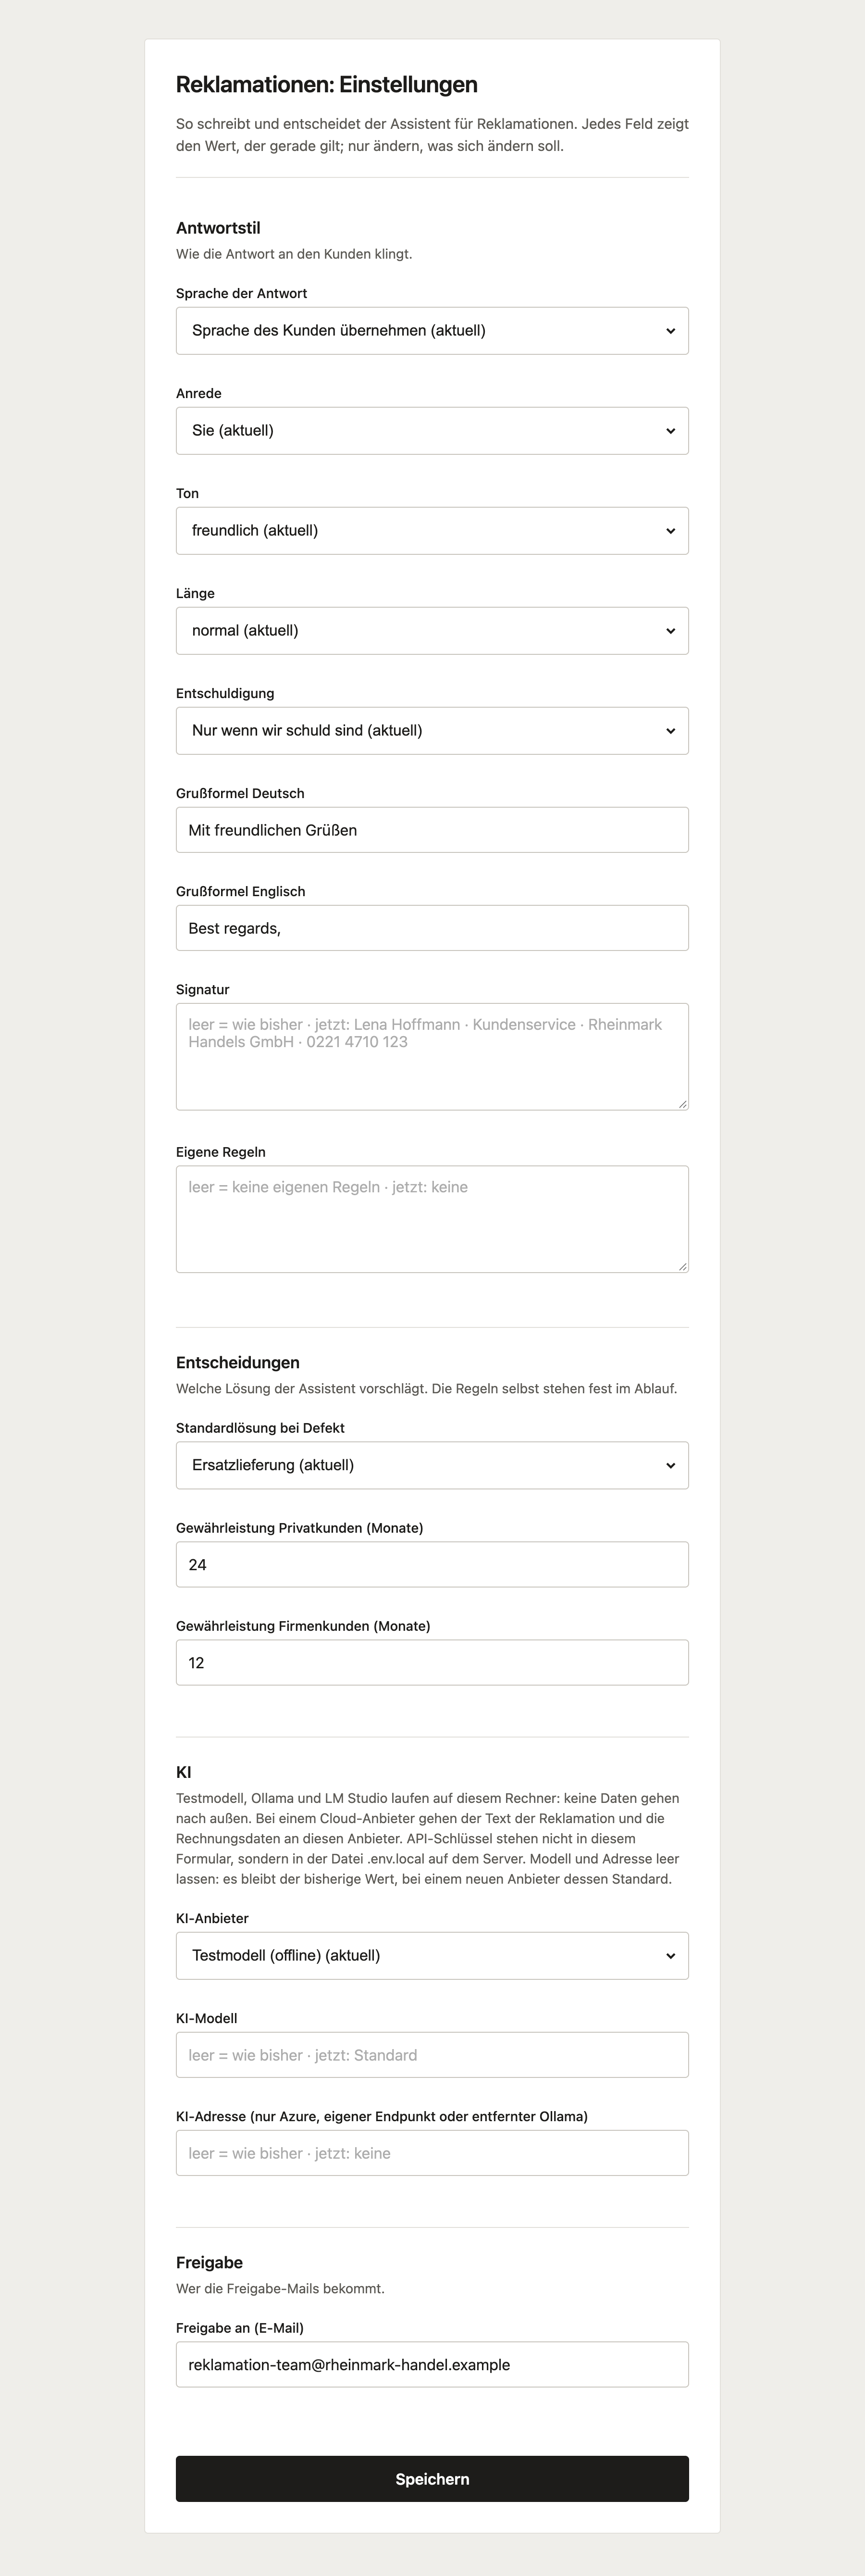 Reklamationen: Einstellungen
So schreibt und entscheidet der Assistent für Reklamationen. Jedes Feld zeigt
den Wert, der gerade gilt; nur ändern, was sich ändern soll.
Antwortstil
Wie die Antwort an den Kunden klingt.
Sprache der Antwort
Sprache des Kunden übernehmen (aktuell)
Anrede
Sie (aktuell)
Ton
freundlich (aktuell)
Länge
normal (aktuell)
Entschuldigung
Nur wenn wir schuld sind (aktuell)
Grußformel Deutsch
Mit freundlichen Grüßen
Grußformel Englisch
Best regards,
Signatur
leer = wie bisher · jetzt: Lena Hoffmann · Kundenservice · Rheinmark
Handels GmbH · 0221 4710 123
Eigene Regeln
leer = keine eigenen Regeln · jetzt: keine
Entscheidungen
Welche Lösung der Assistent vorschlägt. Die Regeln selbst stehen fest im Ablauf.
Standardlösung bei Defekt
Ersatzlieferung (aktuell)
Gewährleistung Privatkunden (Monate)
24
Gewährleistung Firmenkunden (Monate)
12
KI
Testmodell, Ollama und LM Studio laufen auf diesem Rechner: keine Daten gehen
nach außen. Bei einem Cloud-Anbieter gehen der Text der Reklamation und die
Rechnungsdaten an diesen Anbieter. API-Schlüssel stehen nicht in diesem
Formular, sondern in der Datei .env.local auf dem Server. Modell und Adresse leer
lassen: es bleibt der bisherige Wert, bei einem neuen Anbieter dessen Standard.
KI-Anbieter
Testmodell (offline) (aktuell)
KI-Modell
leer = wie bisher · jetzt: Standard
KI-Adresse (nur Azure, eigener Endpunkt oder entfernter Ollama)
leer = wie bisher · jetzt: keine
Freigabe
Wer die Freigabe-Mails bekommt.
Freigabe an (E-Mail)
reklamation-team@rheinmark-handel.example
Speichern